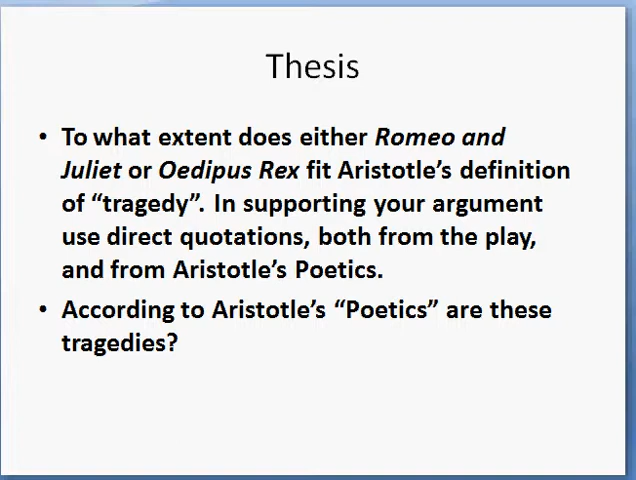 Thesis
• To what extent does either Romeo and
Juliet or Oedipus Rex fit Aristotle's definition
of “tragedy”. In supporting your argument
use direct quotations, both from the play,
and from Aristotle's Poetics.
• According to Aristotle's “Poetics” are these
tragedies?